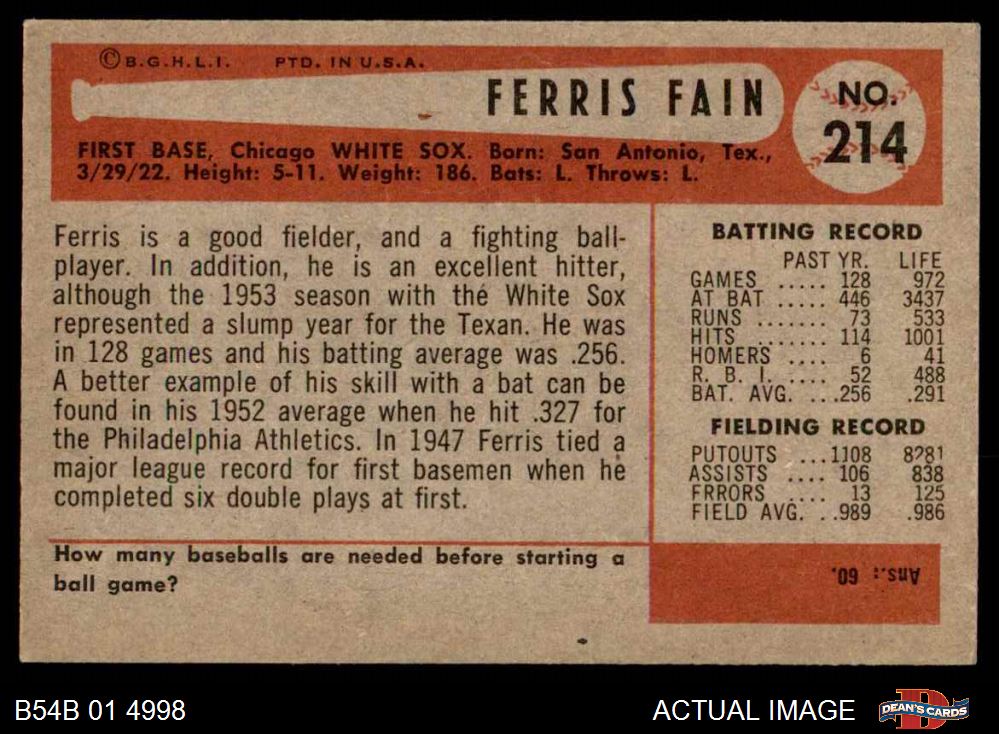 ©B.G.H.L.I. PTD. IN U.S.A.
FERRIS FAIN
NO.
214
FIRST BASE, Chicago WHITE SOX. Born: San Antonio, Tex.,
3/29/22. Height: 5-11. Weight: 186. Bats: L. Throws: L.
Ferris is a good fielder, and a fighting ball-
player. In addition, he is an excellent hitter,
although the 1953 season with the White Sox
represented a slump year for the Texan. He was
in 128 games and his batting average was .256.
A better example of his skill with a bat can be
found in his 1952 average when he hit .327 for
the Philadelphia Athletics. In 1947 Ferris tied a
major league record for first basemen when he
completed six double plays at first.
BATTING RECORD
PAST YR. LIFE
GAMES ..... 128 972
AT BAT ..... 446 3437
RUNS ....... 73 533
HITS ....... 114 1001
HOMERS .... 6 41
R. B. I. .... 52 488
BAT. AVG. ...256 .291
FIELDING RECORD
PUTOUTS ...1108 8281
ASSISTS .... 106 838
FRRORS .... 13 125
FIELD AVG. ..989 .986
How many baseballs are needed before starting a
ball game?
Ans.: 60.
B54B 01 4998
ACTUAL IMAGE
D
DEAN'S CARDS